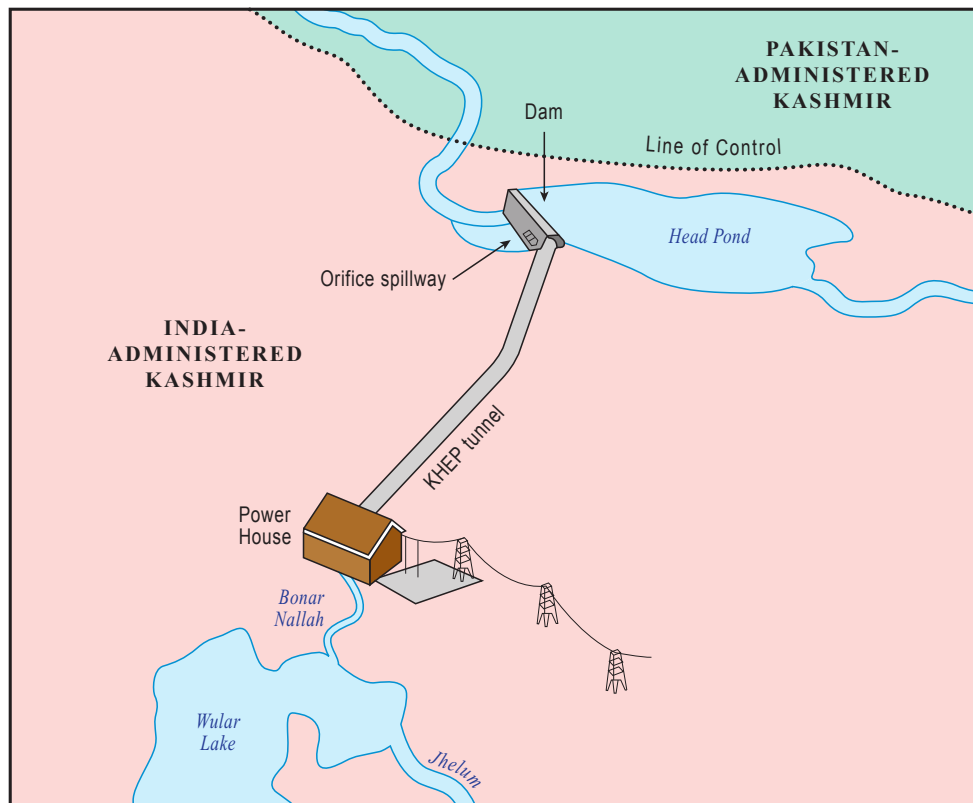 PAKISTAN-
ADMINISTERED
KASHMIR
Dam
Line of Control
Head Pond
Orifice spillway
INDIA-
ADMINISTERED
KASHMIR
KHEP tunnel
Power
House
Bonar
Nallah
Wular
Lake
Jhelum